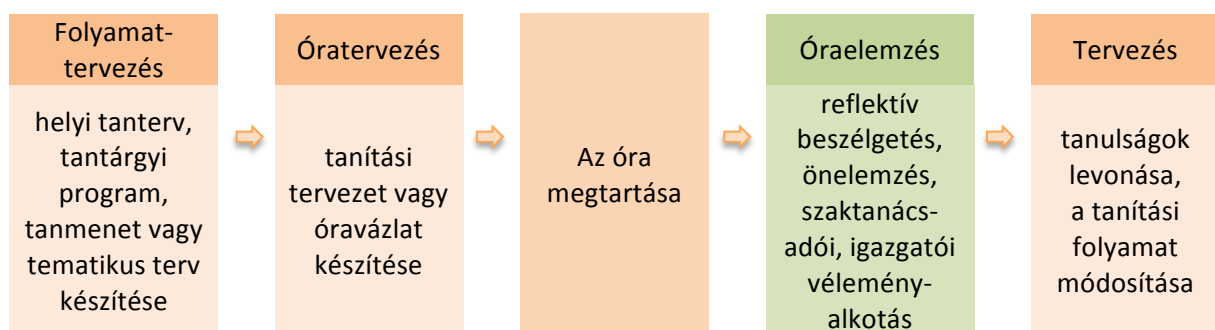 Folyamat-
tervezés
helyi tanterv,
tantárgyi
program,
tanmenet vagy
tematikus terv
készítése
Óratervezés
tanítási
tervezet vagy
óravázlat
készítése
Az óra
megtartása
Óraelemzés
reflektív
beszélgetés,
önelemzés,
szaktanács-
adói, igazgatói
vélemény-
alkotás
Tervezés
tanulságok
levonása,
a tanítási
folyamat
módosítása